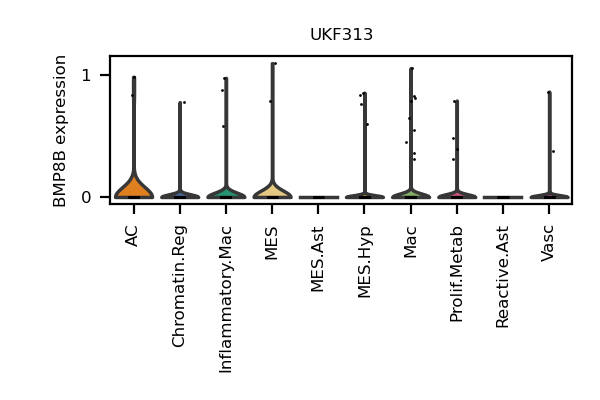 UKF313
BMP8B expression
1
0
AC
Chromatin.Reg
Inflammatory.Mac
MES
MES.Ast
MES.Hyp
Mac
Prolif.Metab
Reactive.Ast
Vasc